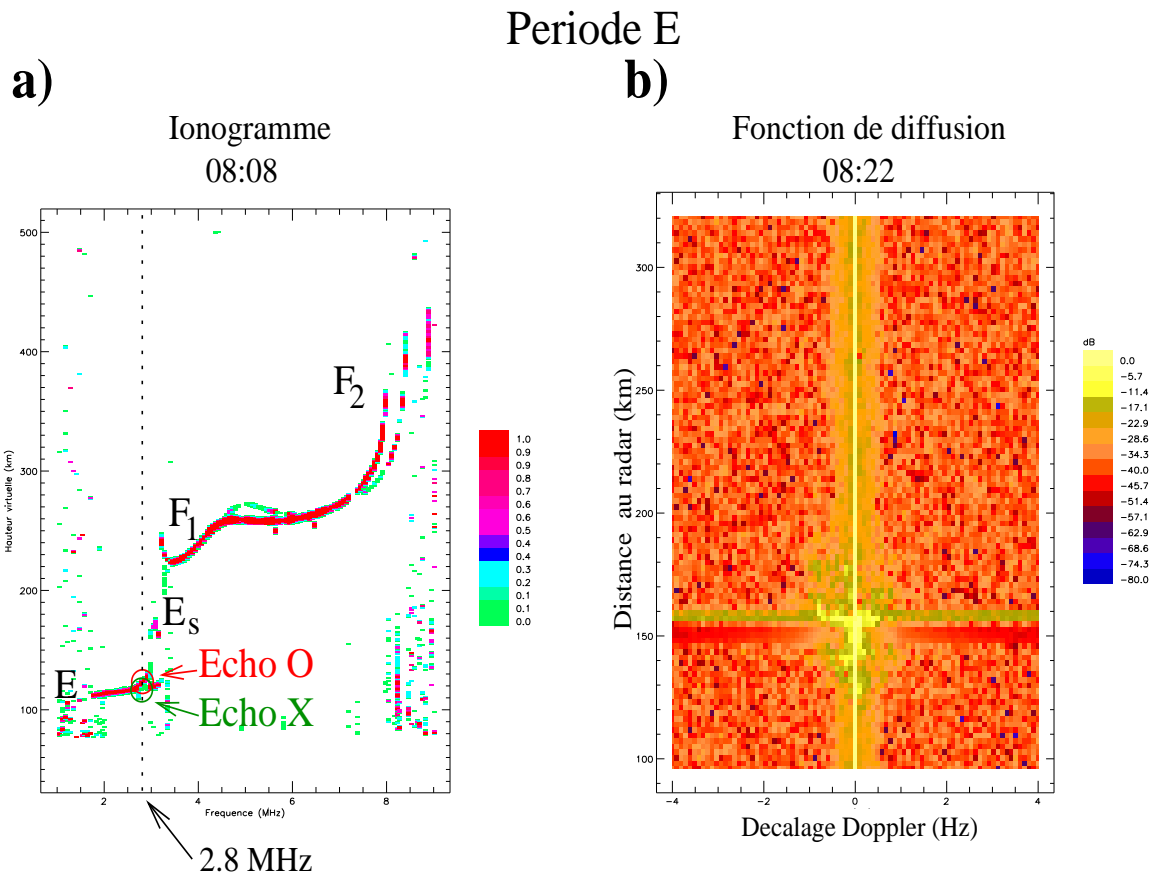 Periode E
a)
Ionogramme
08:08
500
400
300
200
100
Hauteur virtuelle (km)
F2
F1
Es
E
Echo O
Echo X
2
4
6
8
Frequence (MHz)
2.8 MHz
1.0
0.9
0.9
0.8
0.7
0.6
0.5
0.4
0.4
0.3
0.2
0.1
0.1
0.0
b)
Fonction de diffusion
08:22
300
250
200
150
100
Distance au radar (km)
-4
-2
0
2
4
Decalage Doppler (Hz)
dB
0.0
-5.7
-11.4
-17.1
-22.9
-28.6
-34.3
-40.0
-45.7
-51.4
-57.1
-62.9
-68.6
-74.3
-80.0